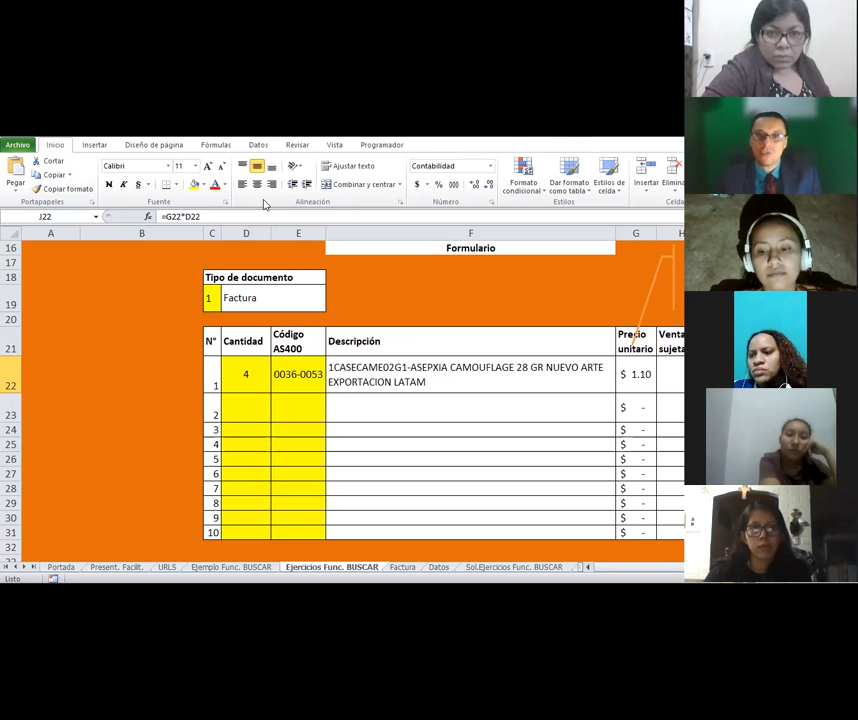 Archivo Inicio Insertar Diseño de página Fórmulas Datos Revisar Vista Programador
Pegar
Cortar
Copiar
Copiar formato
Portapapeles
Calibri 11
N K S
Fuente
Ajustar texto
Combinar y centrar
Alineación
Contabilidad
$ % 000
Número
Formato condicional
Dar formato como tabla
Estilos de celda
Estilos
Insertar Elimina
Celda
J22 fx =G22*D22
A B C D E F G H
16 Formulario
17
18 Tipo de documento
19 1 Factura
20
21 N° Cantidad Código AS400 Descripción Precio unitario Venta sujeta
22 1 4 0036-0053 1CASECAME02G1-ASEPXIA CAMOUFLAGE 28 GR NUEVO ARTE EXPORTACION LATAM $ 1.10
23 2 $ -
24 3 $ -
25 4 $ -
26 5 $ -
27 6 $ -
28 7 $ -
29 8 $ -
30 9 $ -
31 10 $ -
32
Portada Present. Facilit. URLS Ejemplo Func. BUSCAR Ejercicios Func. BUSCAR Factura Datos Sol.Ejercicios Func. BUSCAR
Listo